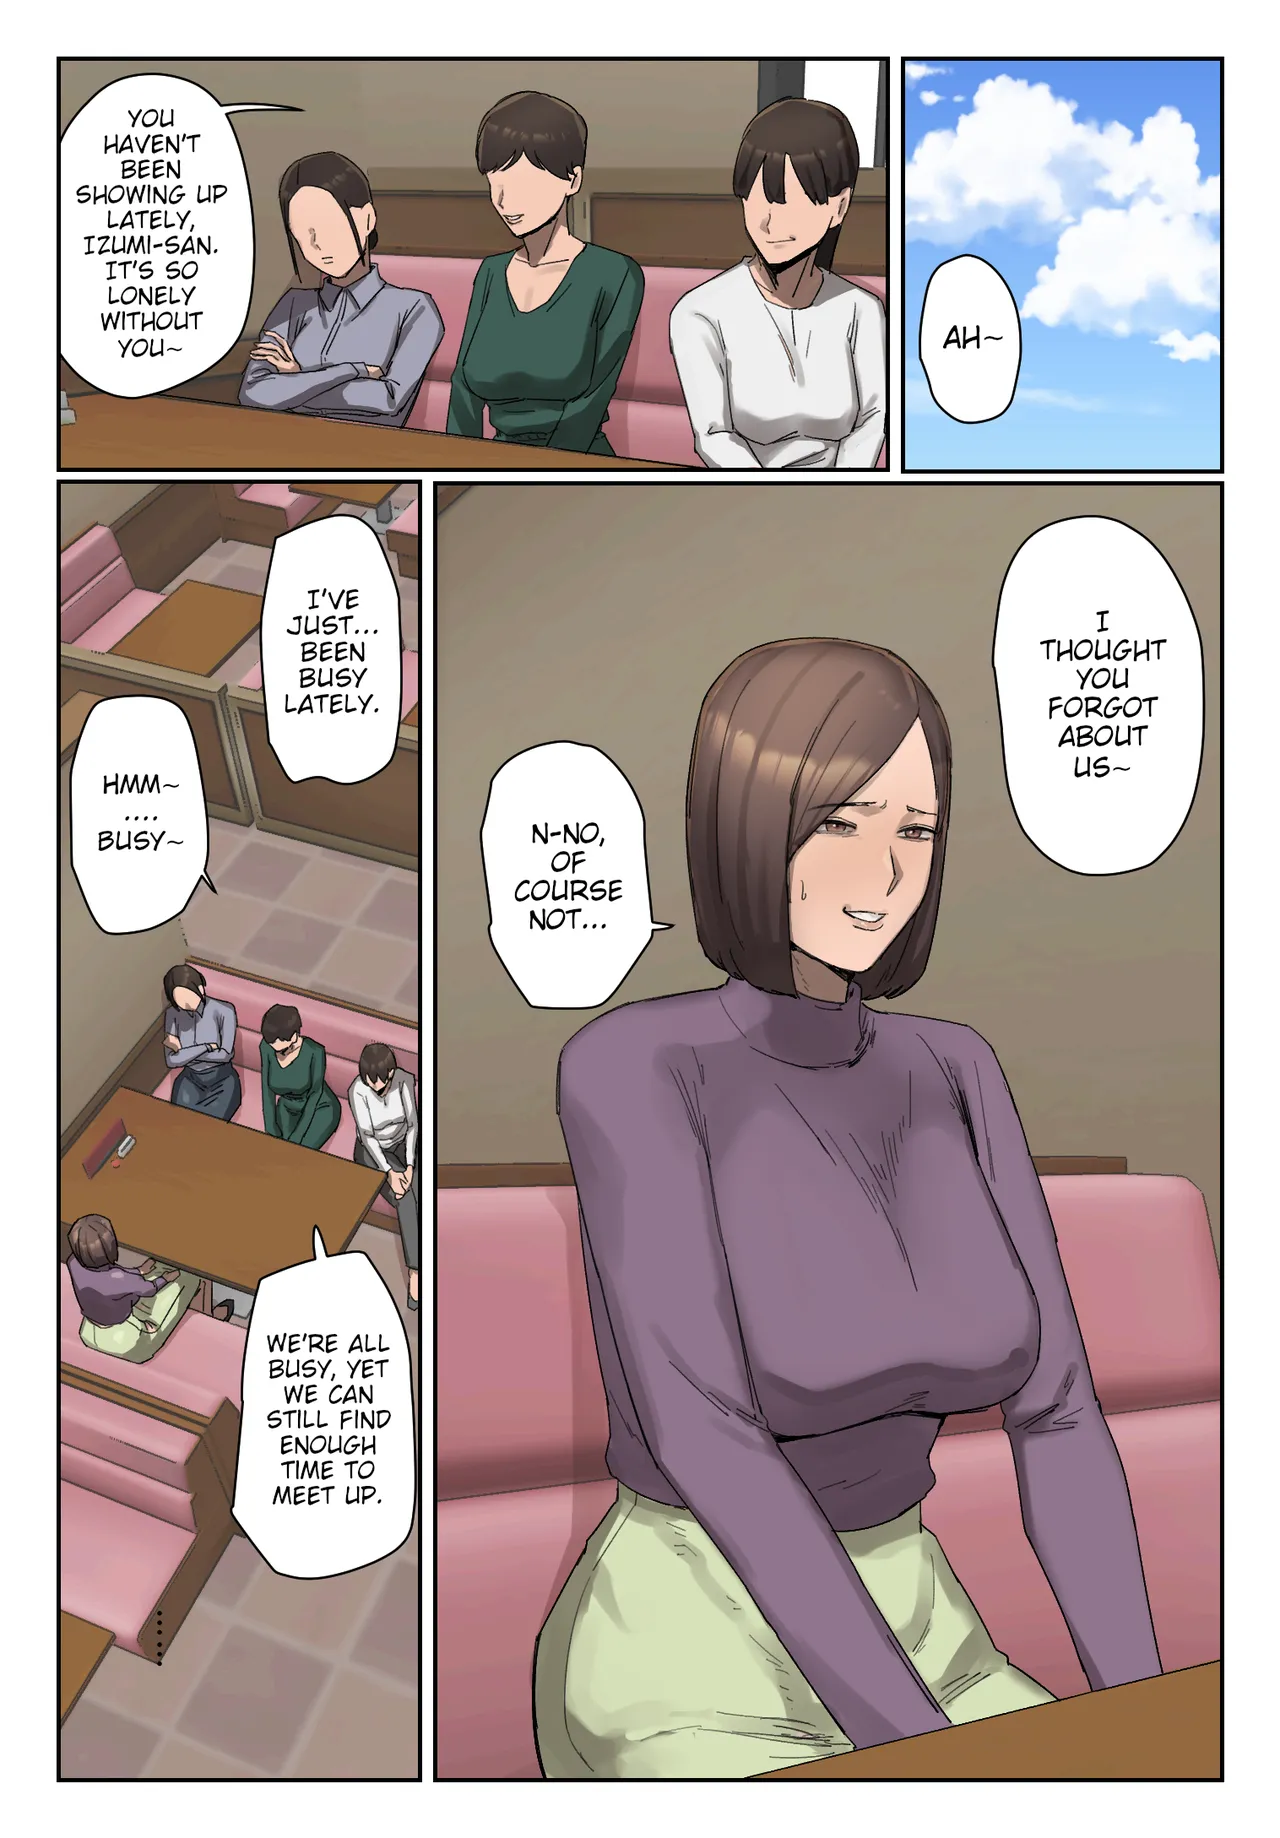 AH~
YOU
HAVEN'T
BEEN
SHOWING UP
LATELY,
IZUMI-SAN.
IT'S SO
LONELY
WITHOUT
YOU~
I
THOUGHT
YOU
FORGOT
ABOUT
US~
N-NO,
OF
COURSE
NOT...
I'VE
JUST...
BEEN
BUSY
LATELY.
HMM~
....
BUSY~
WE'RE ALL
BUSY, YET
WE CAN
STILL FIND
ENOUGH
TIME TO
MEET UP.
.....